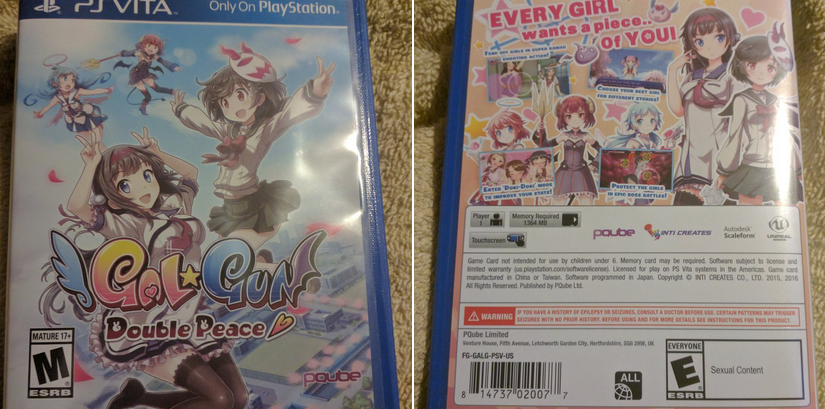 PS VITA
Only On PlayStation.
Gal★Gun
Double Peace
MATURE 17+
M
ESRB
PQube
EVERY GIRL
wants a piece..
of YOU!
FEND OFF GIRLS IN SUPER KAWAII
SHOOTING ACTION!
CHOOSE YOUR BEST GIRL
FOR DIFFERENT STORIES!
ENTER 'DOKI-DOKI' MODE
TO IMPROVE YOUR STATS!
PROTECT THE GIRLS
IN EPIC BOSS BATTLES!
Player
1
Memory Required
1364 MB
Touchscreen
PQube
INTI CREATES
Autodesk®
Scaleform
UNREAL
Game Card not intended for use by children under 6. Memory card may be required. Software subject to license and
limited warranty (us.playstation.com/softwarelicense). Licensed for play on PS Vita systems in the Americas. Game card
manufactured in China or Taiwan. Software programmed in Japan. Copyright © INTI CREATES CO., LTD. 2015, 2016
All Rights Reserved. Published by PQube Ltd.
WARNING
IF YOU HAVE A HISTORY OF EPILEPSY OR SEIZURES, CONSULT A DOCTOR BEFORE USE. CERTAIN PATTERNS MAY TRIGGER
SEIZURES WITH NO PRIOR HISTORY. BEFORE USING AND FOR MORE DETAILS SEE INSTRUCTIONS FOR THIS PRODUCT.
PQube Limited
Venture House, Fifth Avenue, Letchworth Garden City, Hertfordshire, SG6 2HW, UK
FG-GALG-PSV-US
8 14737 02007 7
ALL
EVERYONE
E
ESRB
Sexual Content